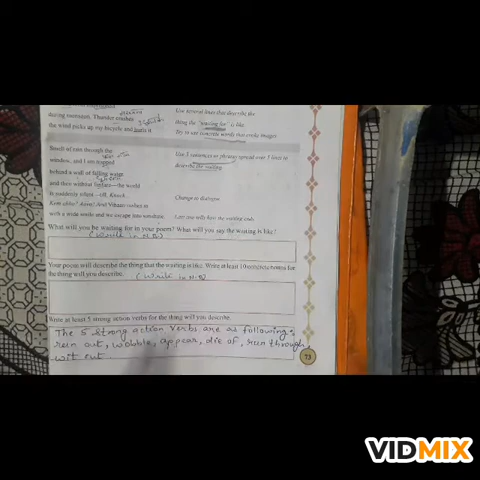 during monsoon. Thunder crashes
the wind picks up my bicycle and hurls it
Use several lines that describe the
thing the "waiting for" is like.
Try to use concrete words that evoke images
Smell of rain through the
window, and I am trapped
behind a wall of falling water
and then without the world
is suddenly silent
with a wide smile and we escape into sunshine.
Use 3 sentences or phrases spread over 5 lines to
describe the waiting
Change to dialogue
Last line tells how the waiting ends
What will you be waiting for in your poem? What will you say the waiting is like?
Your poem will describe the thing that the waiting is like. Write at least 10 concrete nouns for
the thing will you describe.
(Write in N.B)
Write at least 5 strong action verbs for the thing will you describe.
The 5 strong action verbs are as following:
run out, wobble, appear, die of, run through,
wit out
73
VIDMIX